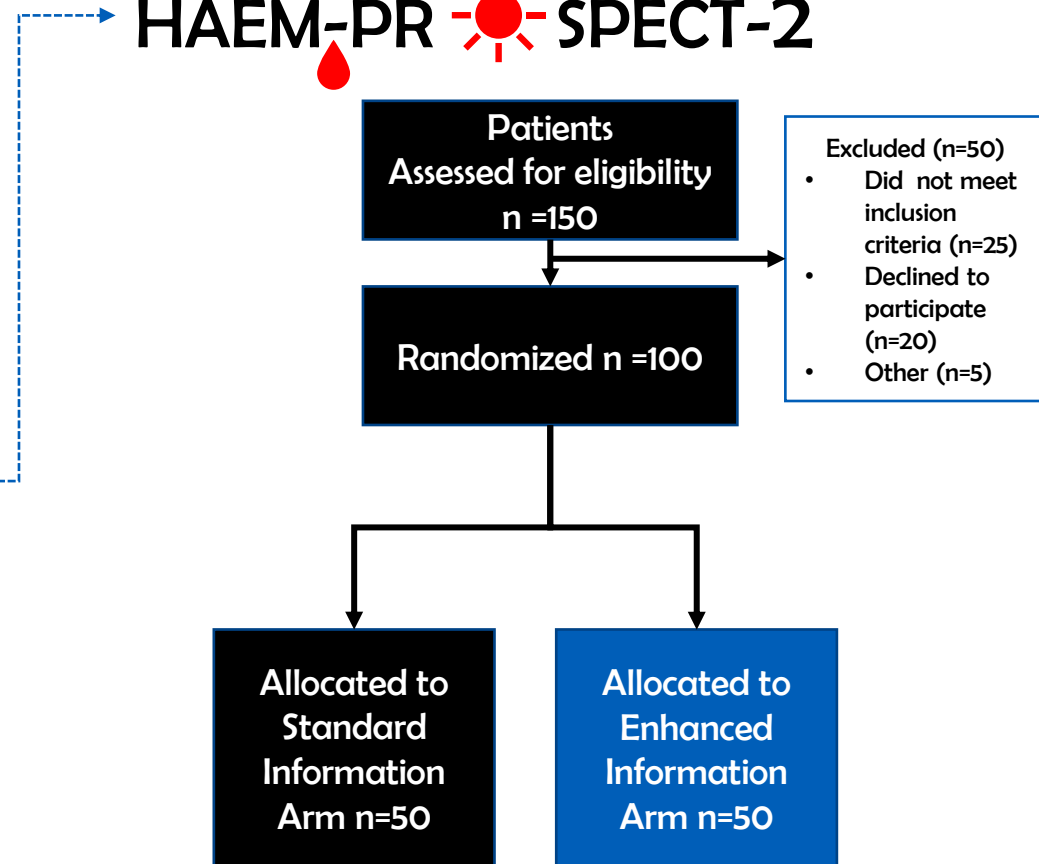 HAEM-PR SPECT-2
Patients
Assessed for eligibility
n =150
Excluded (n=50)
• Did not meet
inclusion
criteria (n=25)
• Declined to
participate
(n=20)
• Other (n=5)
Randomized n =100
Allocated to
Standard
Information
Arm n=50
Allocated to
Enhanced
Information
Arm n=50